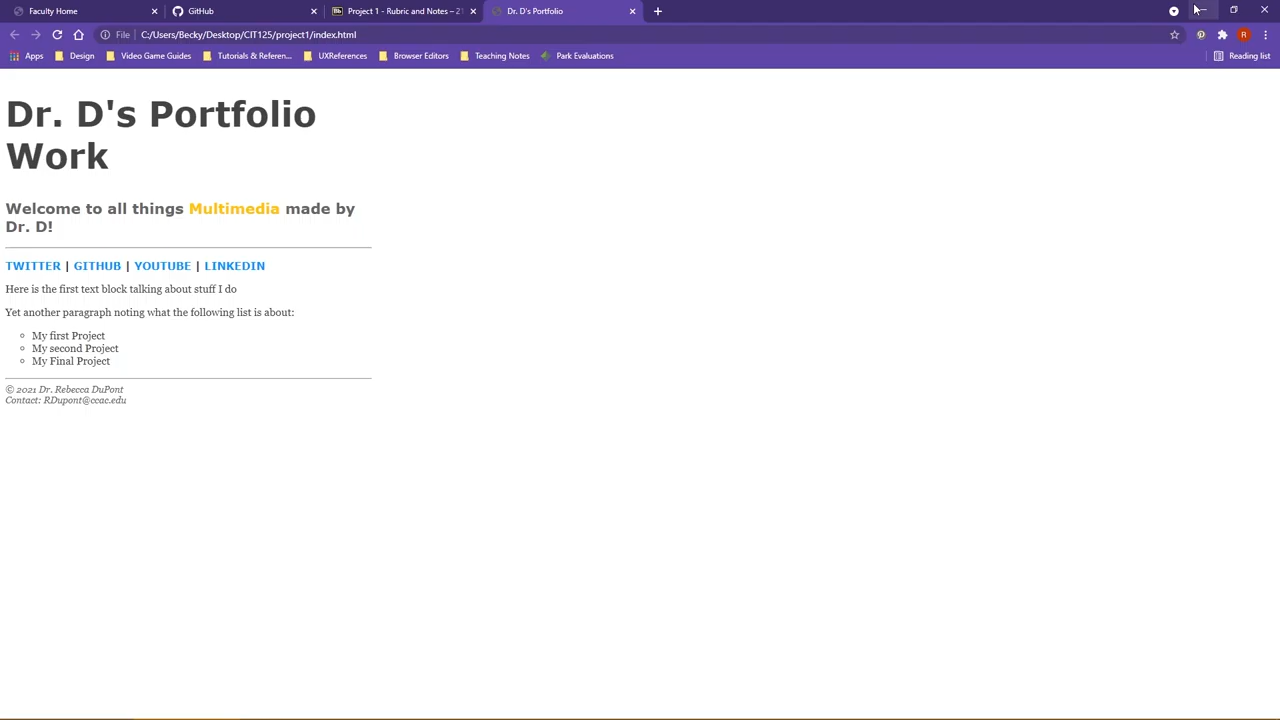 Faculty Home
GitHub
Project 1 - Rubric and Notes – 21
Dr. D's Portfolio
File
C:/Users/Becky/Desktop/CIT125/project1/index.html
R
Apps
Design
Video Game Guides
Tutorials & Referen...
UXReferences
Browser Editors
Teaching Notes
Park Evaluations
Reading list
Dr. D's Portfolio
Work
Welcome to all things Multimedia made by
Dr. D!
TWITTER | GITHUB | YOUTUBE | LINKEDIN
Here is the first text block talking about stuff I do
Yet another paragraph noting what the following list is about:
My first Project
My second Project
My Final Project
© 2021 Dr. Rebecca DuPont
Contact: RDupont@ccac.edu